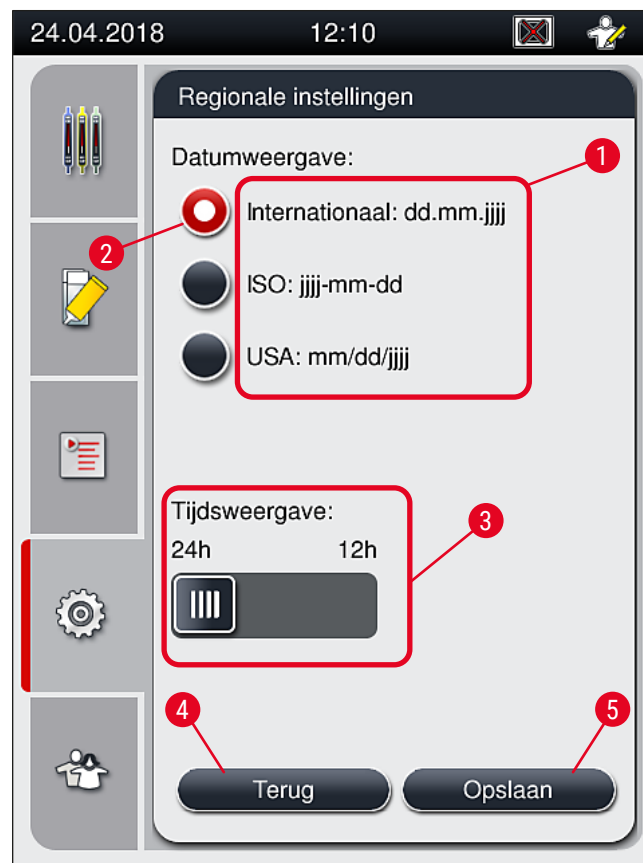 24.04.2018 12:10
Regionale instellingen
Datumweergave:
1
Internationaal: dd.mm.jjjj
2
ISO: jjjj-mm-dd
USA: mm/dd/jjjj
Tijdsweergave:
3
24h 12h
4
5
Terug Opslaan